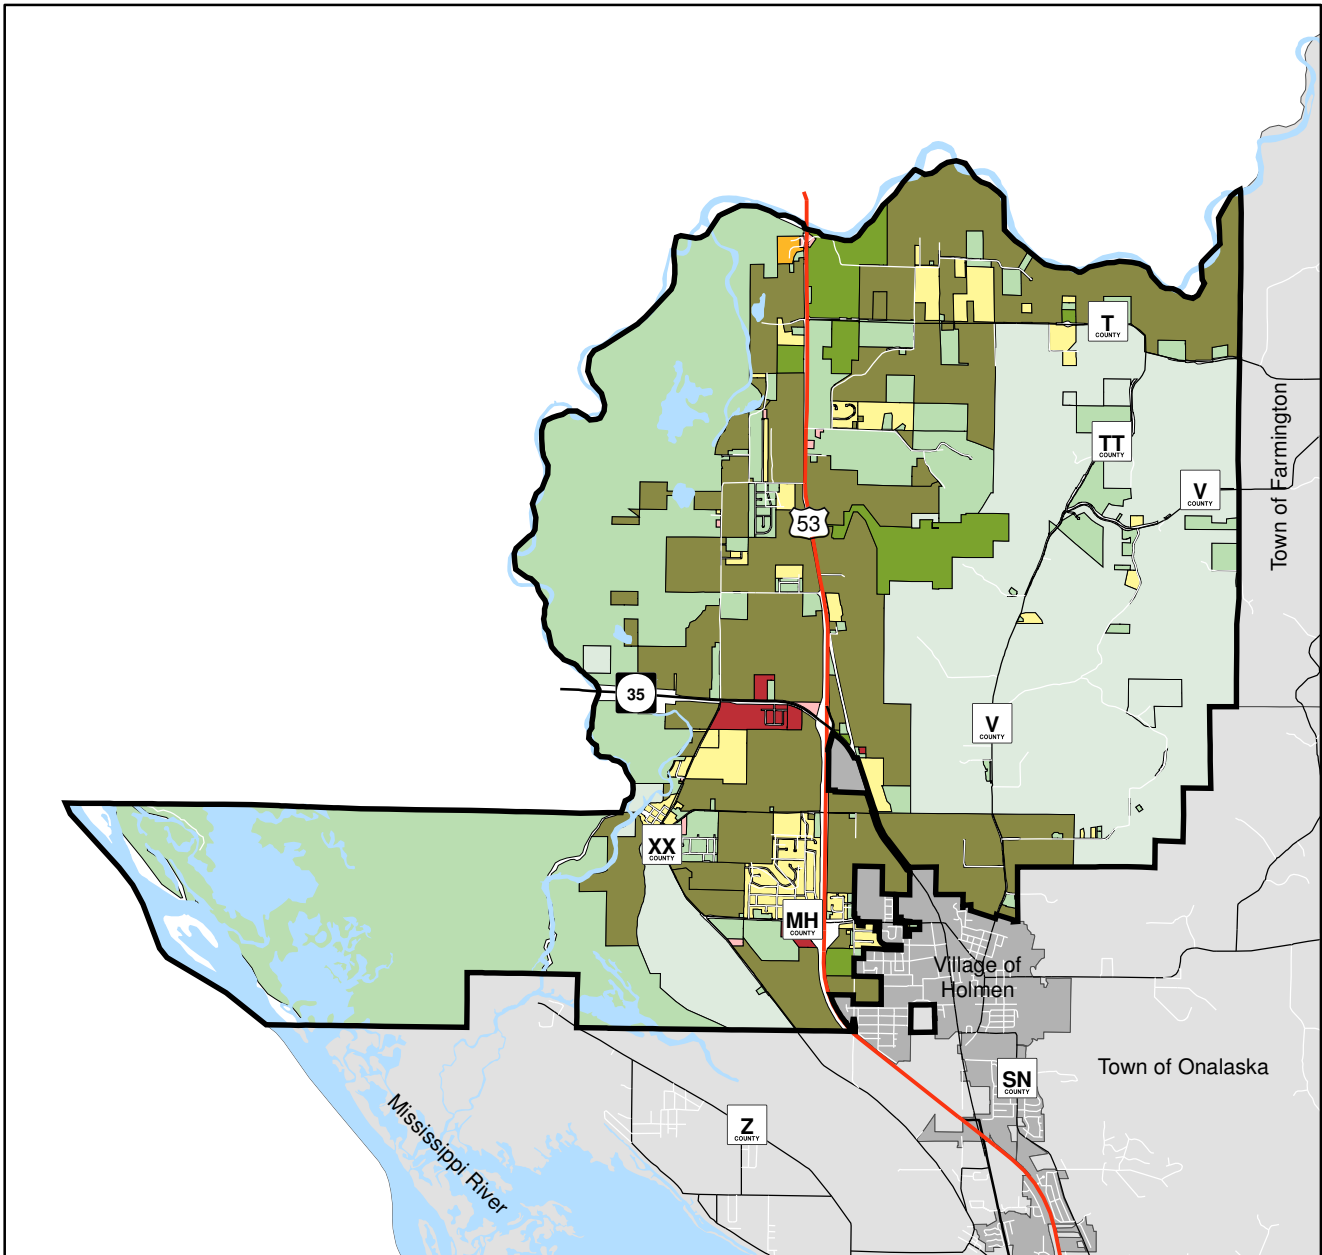 T
COUNTY
TT
COUNTY
V
COUNTY
Town of Farmington
53
35
V
COUNTY
XX
COUNTY
MH
COUNTY
Village of
Holmen
Town of Onalaska
SN
COUNTY
Z
COUNTY
Mississippi River